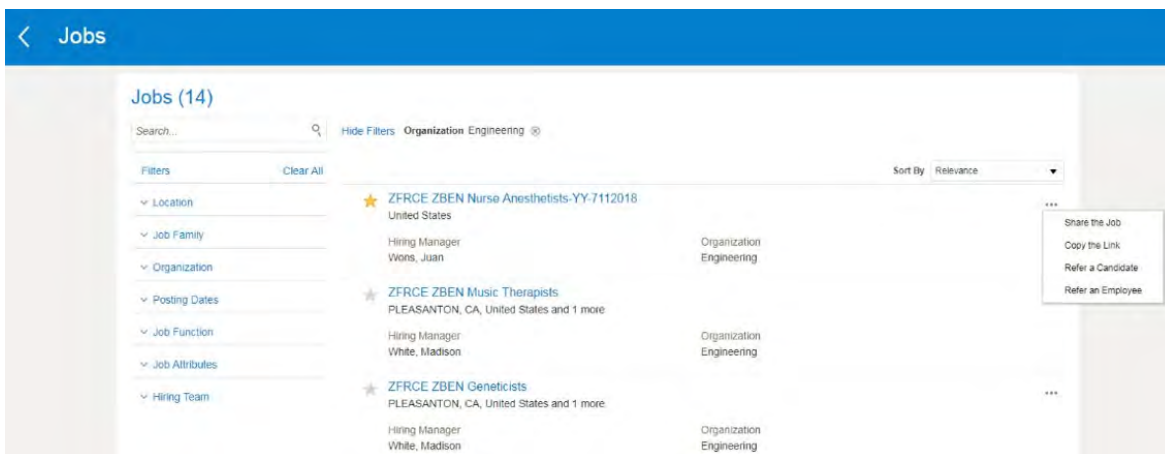 Jobs
Jobs (14)
Search...
Hide Filters Organization Engineering
Filters Clear All
Sort By Relevance
Location
Job Family
Organization
Posting Dates
Job Function
Job Attributes
Hiring Team
ZFRCE ZBEN Nurse Anesthetists-YY-7112018
United States
Hiring Manager Organization
Wons, Juan Engineering
Share the Job
Copy the Link
Refer a Candidate
Refer an Employee
ZFRCE ZBEN Music Therapists
PLEASANTON, CA, United States and 1 more
Hiring Manager Organization
White, Madison Engineering
ZFRCE ZBEN Geneticists
PLEASANTON, CA, United States and 1 more
Hiring Manager Organization
White, Madison Engineering